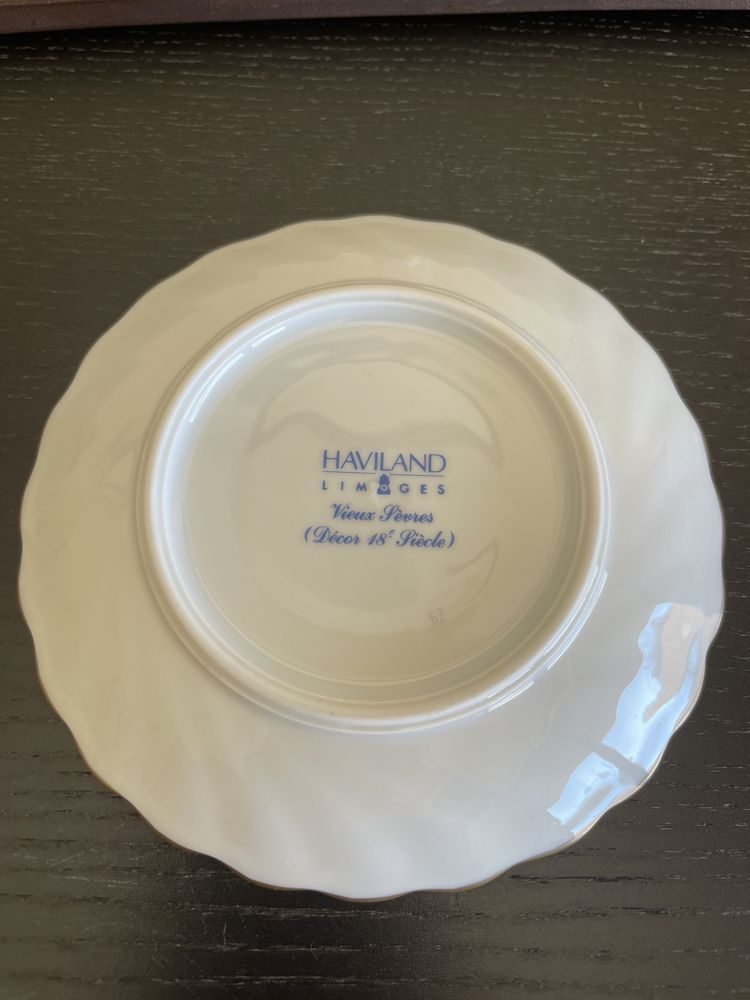 HAVILAND
LIMOGES
Vieux Sèvres
(Décor 18e Siècle)
62